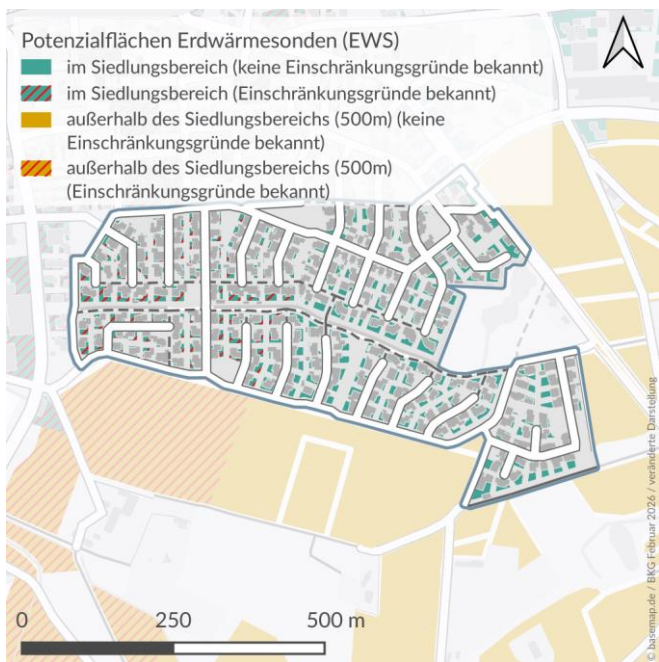 Potenzialflächen Erdwärmesonden (EWS)
im Siedlungsbereich (keine Einschränkungsgründe bekannt)
im Siedlungsbereich (Einschränkungsgründe bekannt)
außerhalb des Siedlungsbereichs (500m) (keine
Einschränkungsgründe bekannt)
außerhalb des Siedlungsbereichs (500m)
(Einschränkungsgründe bekannt)
0 250 500 m
© basemap.de / BKG Februar 2026 / veränderte Darstellung